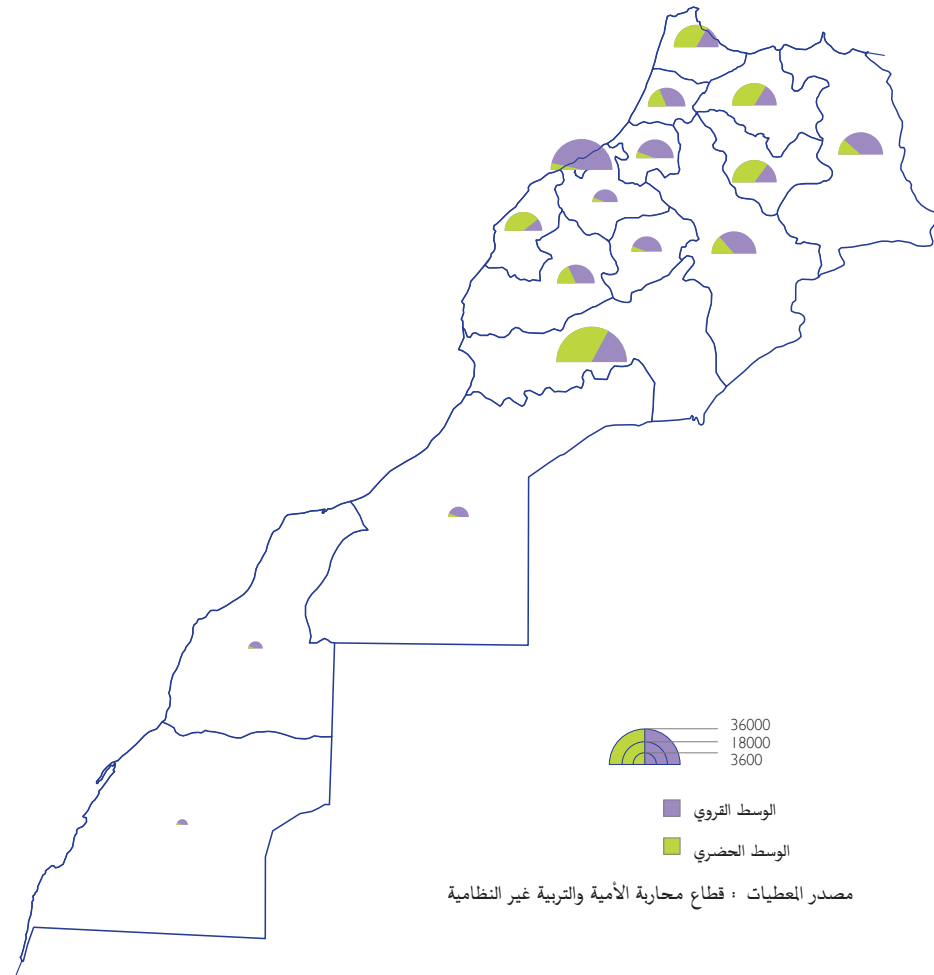 36000
18000
3600
الوسط القروي
الوسط الحضري
مصدر المعطيات : قطاع محاربة الأمية والتربية غير النظامية